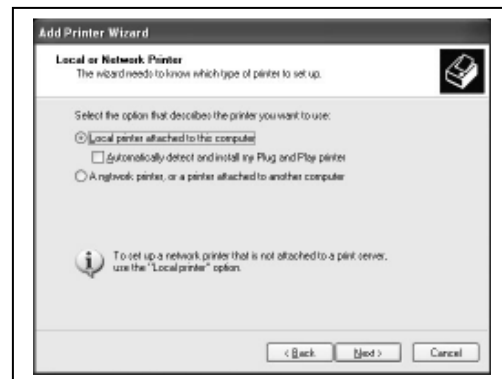 Add Printer Wizard
Local or Network Printer
The wizard needs to know which type of printer to set up.
Select the option that describes the printer you want to use:
Local printer attached to this computer
Automatically detect and install my Plug and Play printer
A network printer, or a printer attached to another computer
To set up a network printer that is not attached to a print server,
use the "Local printer" option.
< Back Next > Cancel